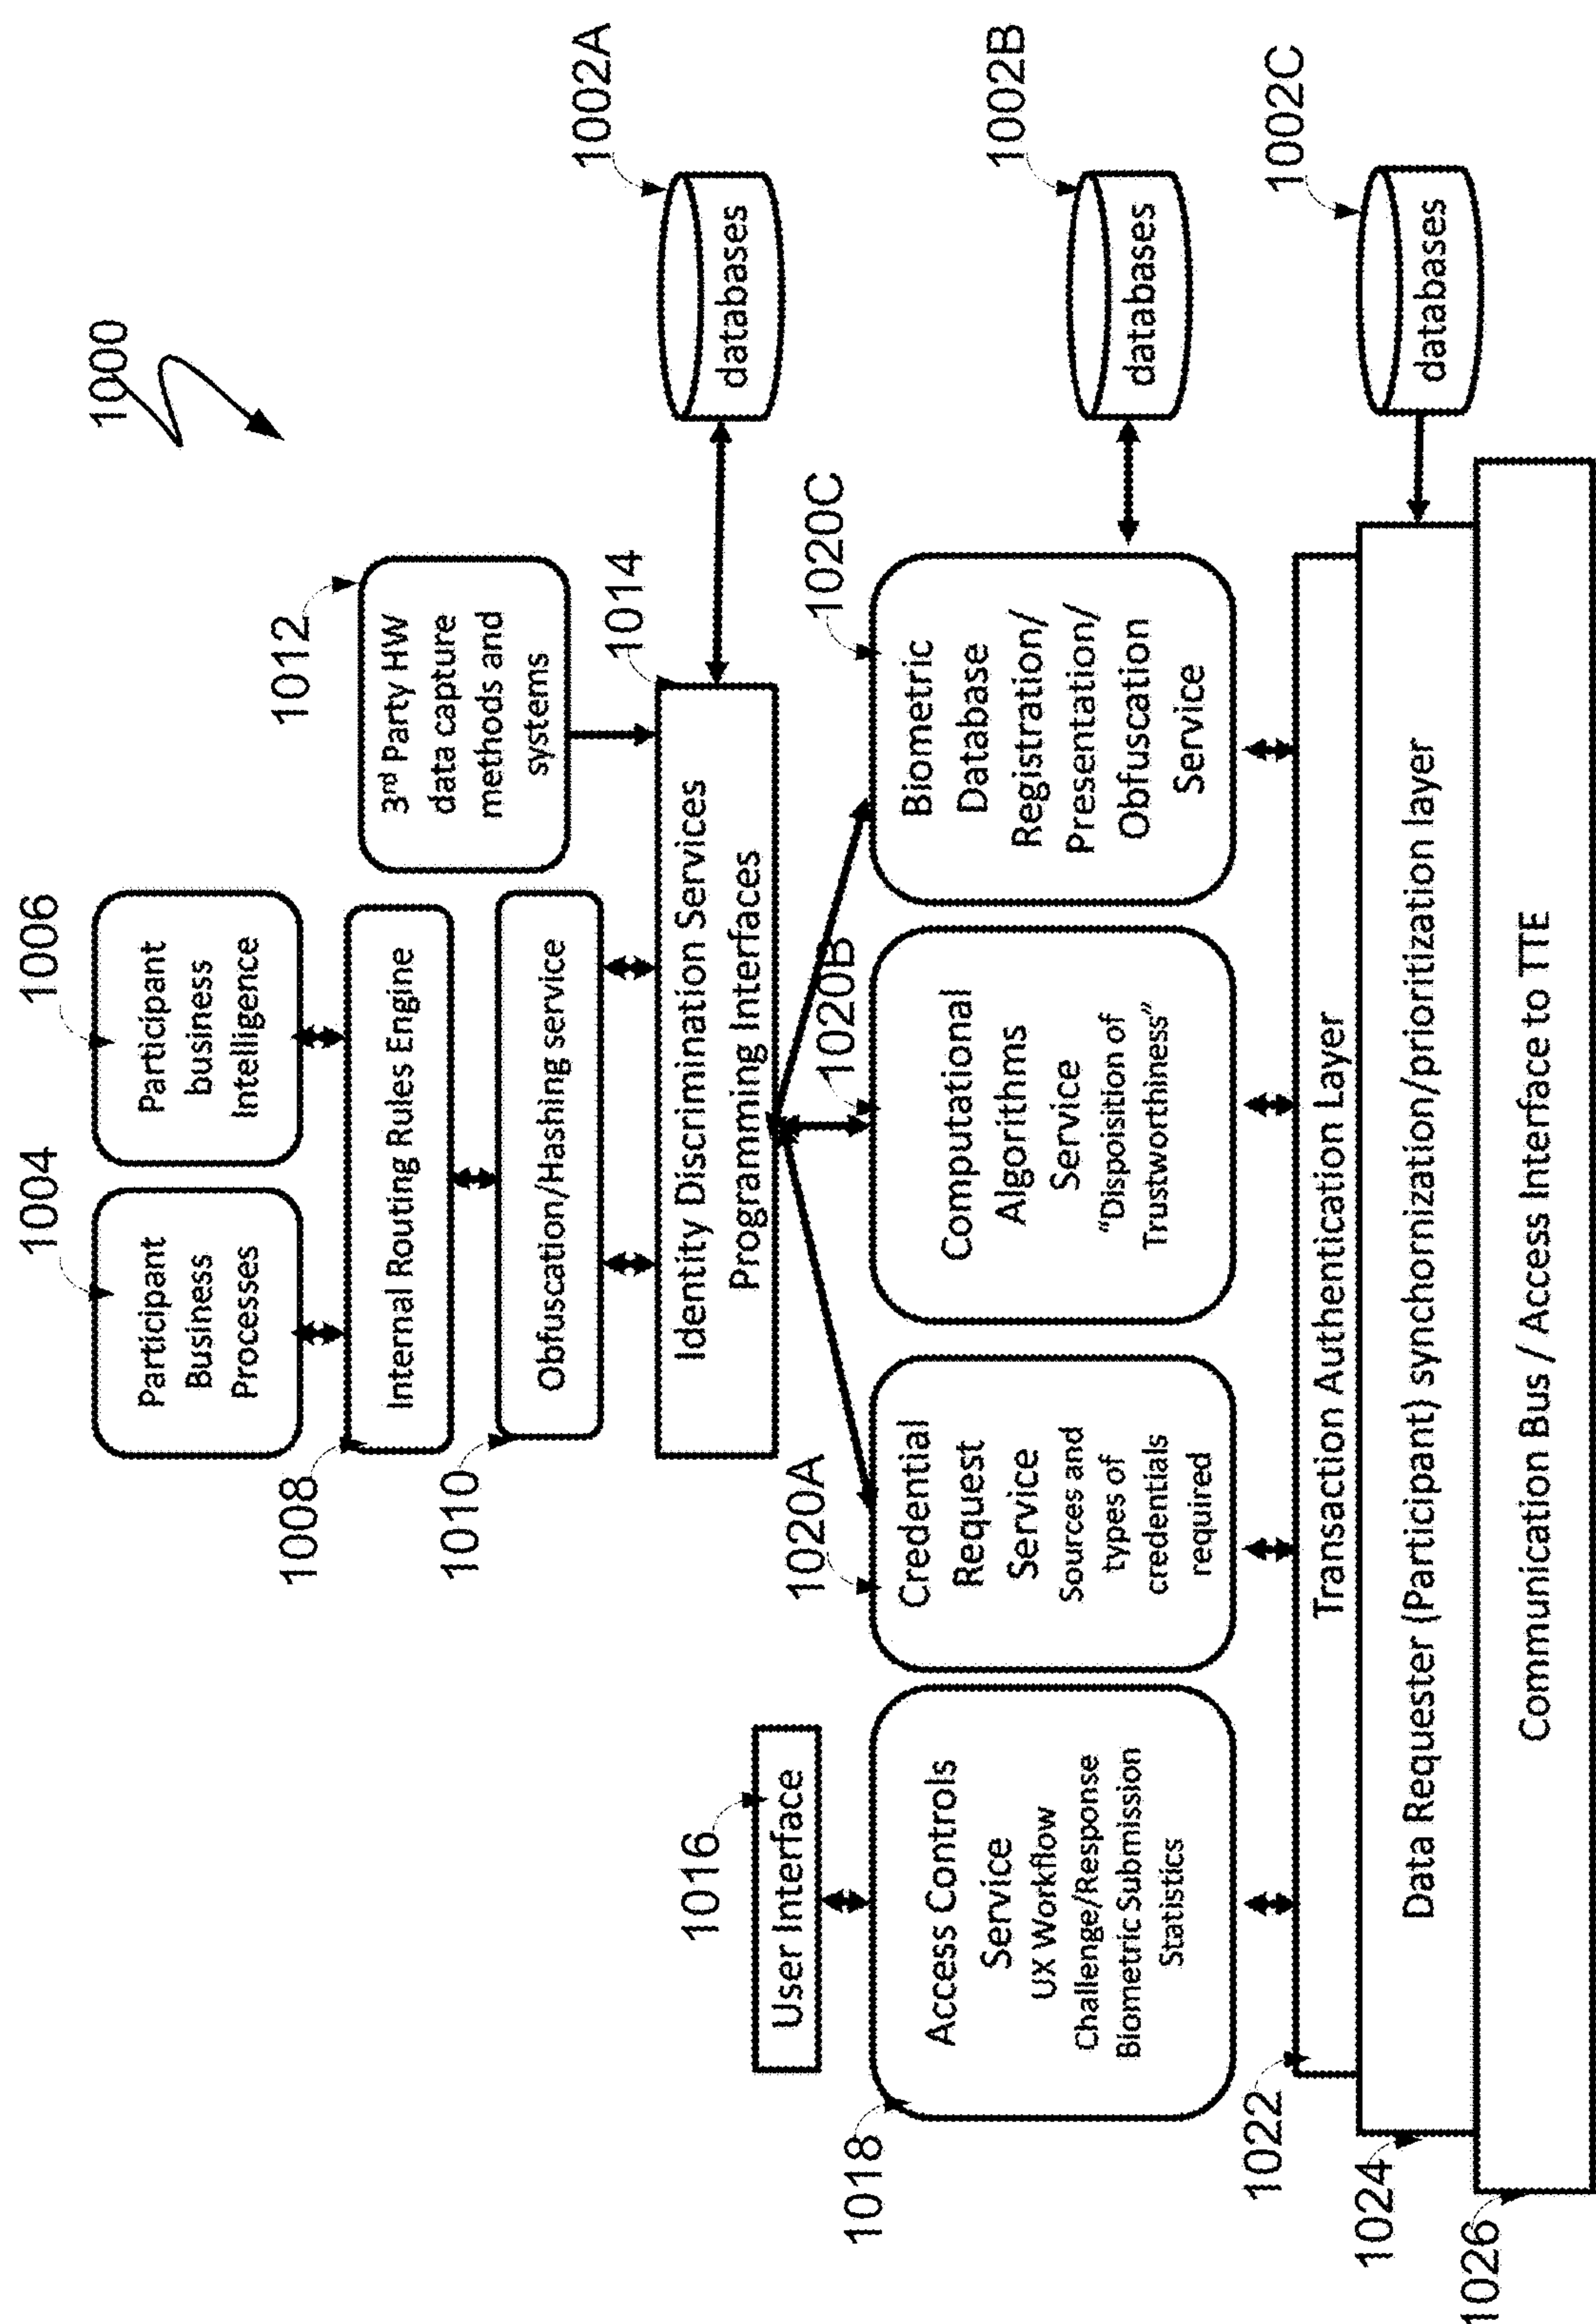 1000
1004
1006
Participant
Business
Processes
Participant
business
Intelligence
1008
Internal Routing Rules Engine
1012
3rd Party HW
data capture
methods and
systems
1010
Obfuscation/Hashing service
1014
1002A
Identity Discrimination Services
Programming Interfaces
databases
1016
User Interface
1020A
1020B
1020C
1002B
1018
Access Controls
Service
UX Workflow
Challenge/Response
Biometric Submission
Statistics
Credential
Request
Service
Sources and
types of
credentials
required
Computational
Algorithms
Service
“Dispoisition of
Trustworthiness”
Biometric
Database
Registration/
Presentation/
Obfuscation
Service
databases
1022
Transaction Authentication Layer
1002C
1024
Data Requester (Participant) synchornization/prioritization layer
databases
1026
Communication Bus / Access Interface to TTE